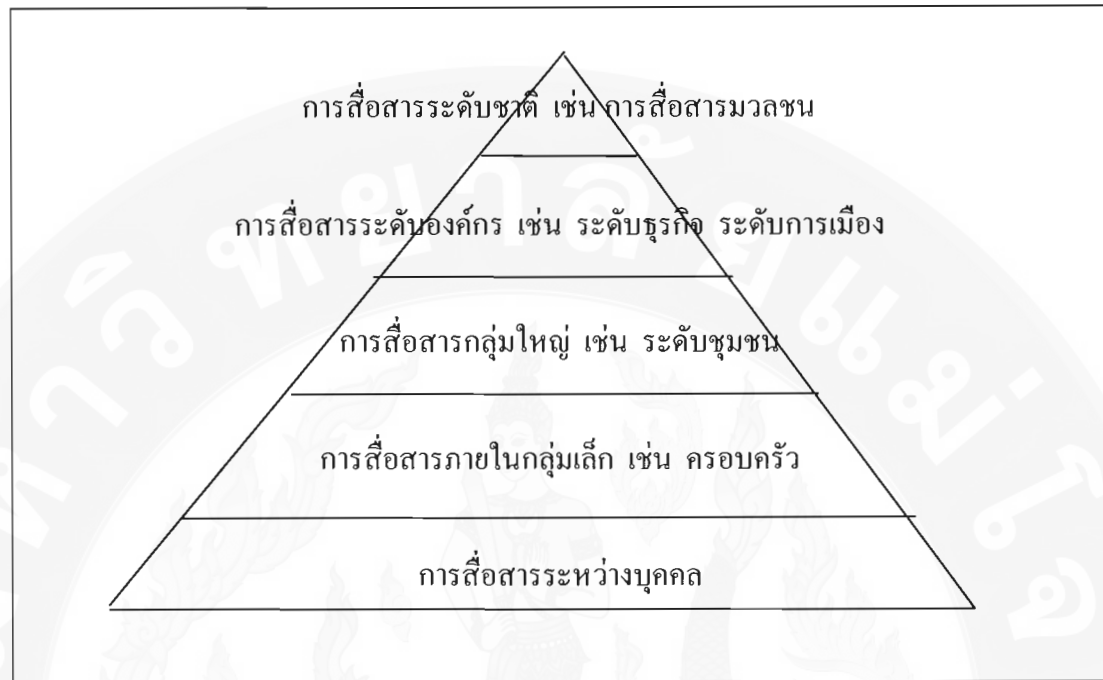 การสื่อสารระดับชาติ เช่น การสื่อสารมวลชน
การสื่อสารระดับองค์กร เช่น ระดับธุรกิจ ระดับการเมือง
การสื่อสารกลุ่มใหญ่ เช่น ระดับชุมชน
การสื่อสารภายในกลุ่มเล็ก เช่น ครอบครัว
การสื่อสารระหว่างบุคคล